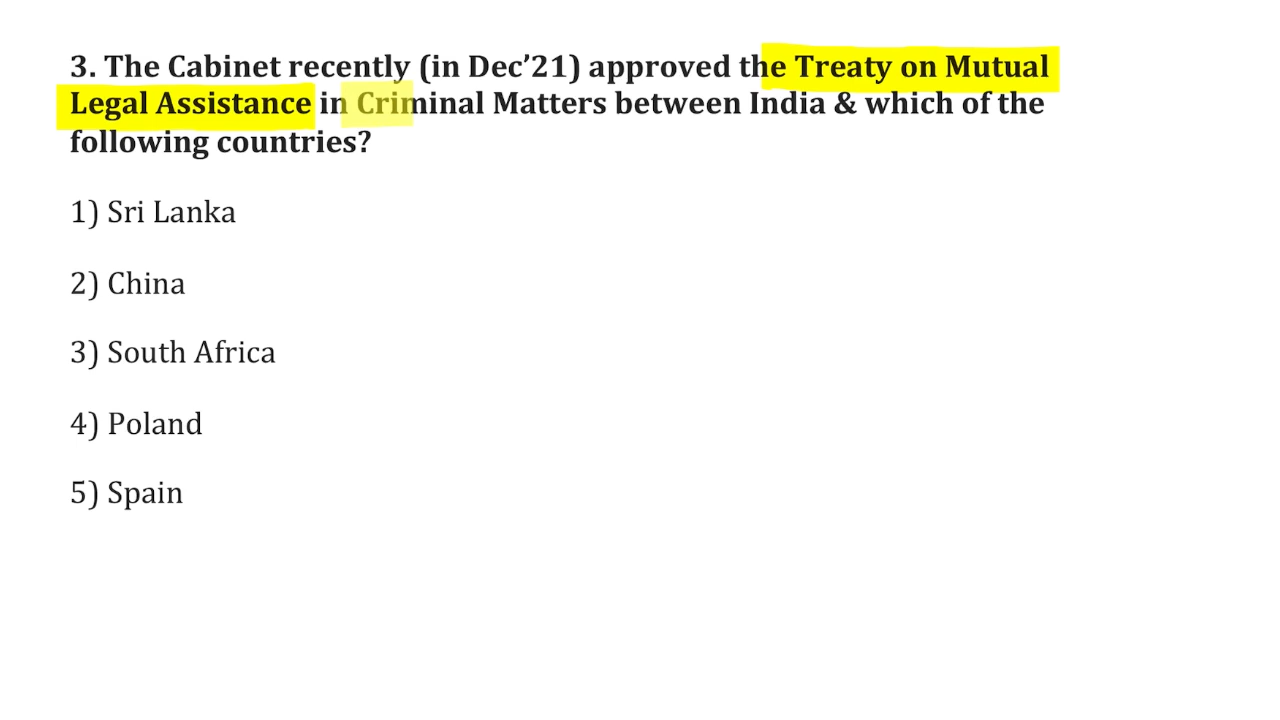 3. The Cabinet recently (in Dec’21) approved the Treaty on Mutual
Legal Assistance in Criminal Matters between India & which of the
following countries?
1) Sri Lanka
2) China
3) South Africa
4) Poland
5) Spain